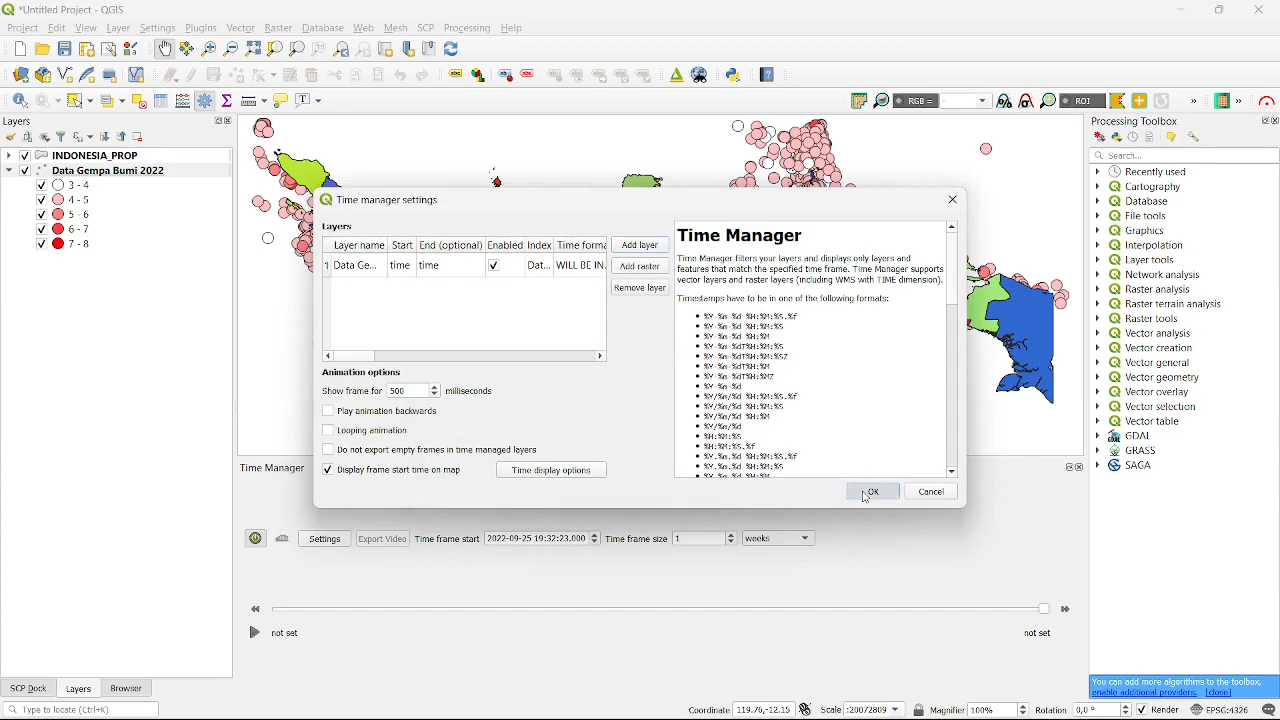 *Untitled Project - QGIS
Project Edit View Layer Settings Plugins Vector Raster Database Web Mesh SCP Processing Help
RGB = - ROI
Layers
INDONESIA_PROP
Data Gempa Bumi 2022
3 - 4
4 - 5
5 - 6
6 - 7
7 - 8
SCP Dock Layers Browser
Time manager settings
Layers
Layer name Start End (optional) Enabled Index Time forma
1 Data Ge... time time Dat... WILL BE IN
Add layer
Add raster
Remove layer
Animation options
Show frame for 500 milliseconds
Play animation backwards
Looping animation
Do not export empty frames in time managed layers
Display frame start time on map Time display options
Time Manager
Time Manager filters your layers and displays only layers and
features that match the specified time frame. Time Manager supports
vector layers and raster layers (including WMS with TIME dimension).
Timestamps have to be in one of the following formats:
%Y-%m-%d %H:%M:%S.%f
%Y-%m-%d %H:%M:%S
%Y-%m-%d %H:%M
%Y-%m-%dT%H:%M:%S
%Y-%m-%dT%H:%M:%SZ
%Y-%m-%dT%H:%M
%Y-%m-%dT%H:%MZ
%Y-%m-%d
%Y/%m/%d %H:%M:%S.%f
%Y/%m/%d %H:%M:%S
%Y/%m/%d %H:%M
%Y/%m/%d
%H:%M:%S
%H:%M:%S.%f
%Y.%m.%d %H:%M:%S.%f
%Y.%m.%d %H:%M:%S
%Y.%m.%d %H:%M
OK Cancel
Time Manager
Settings Export Video Time frame start 2022-09-25 19:32:23.000 Time frame size 1 weeks
not set not set
Processing Toolbox
Search...
Recently used
Cartography
Database
File tools
Graphics
Interpolation
Layer tools
Network analysis
Raster analysis
Raster terrain analysis
Raster tools
Vector analysis
Vector creation
Vector general
Vector geometry
Vector overlay
Vector selection
Vector table
GDAL
GRASS
SAGA
You can add more algorithms to the toolbox,
enable additional providers. [close]
Type to locate (Ctrl+K) Coordinate 119.76,-12.15 Scale :20072809 Magnifier 100% Rotation 0,0 ° Render EPSG:4326